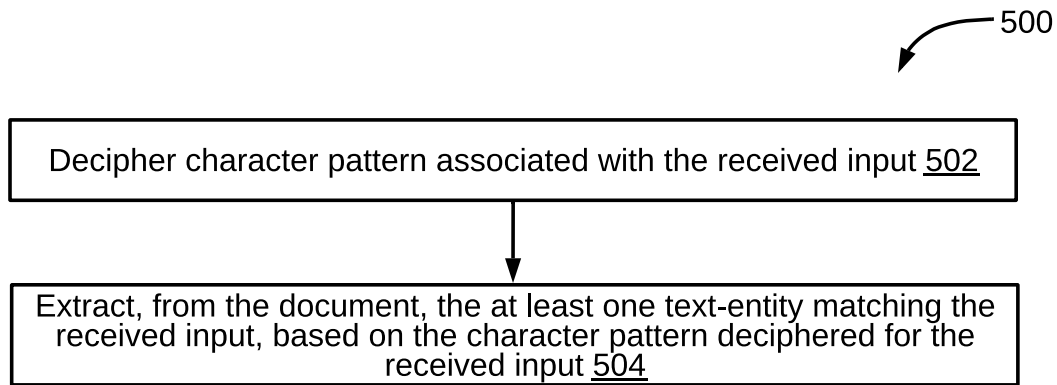 500
Decipher character pattern associated with the received input 502
Extract, from the document, the at least one text-entity matching the
received input, based on the character pattern deciphered for the
received input 504